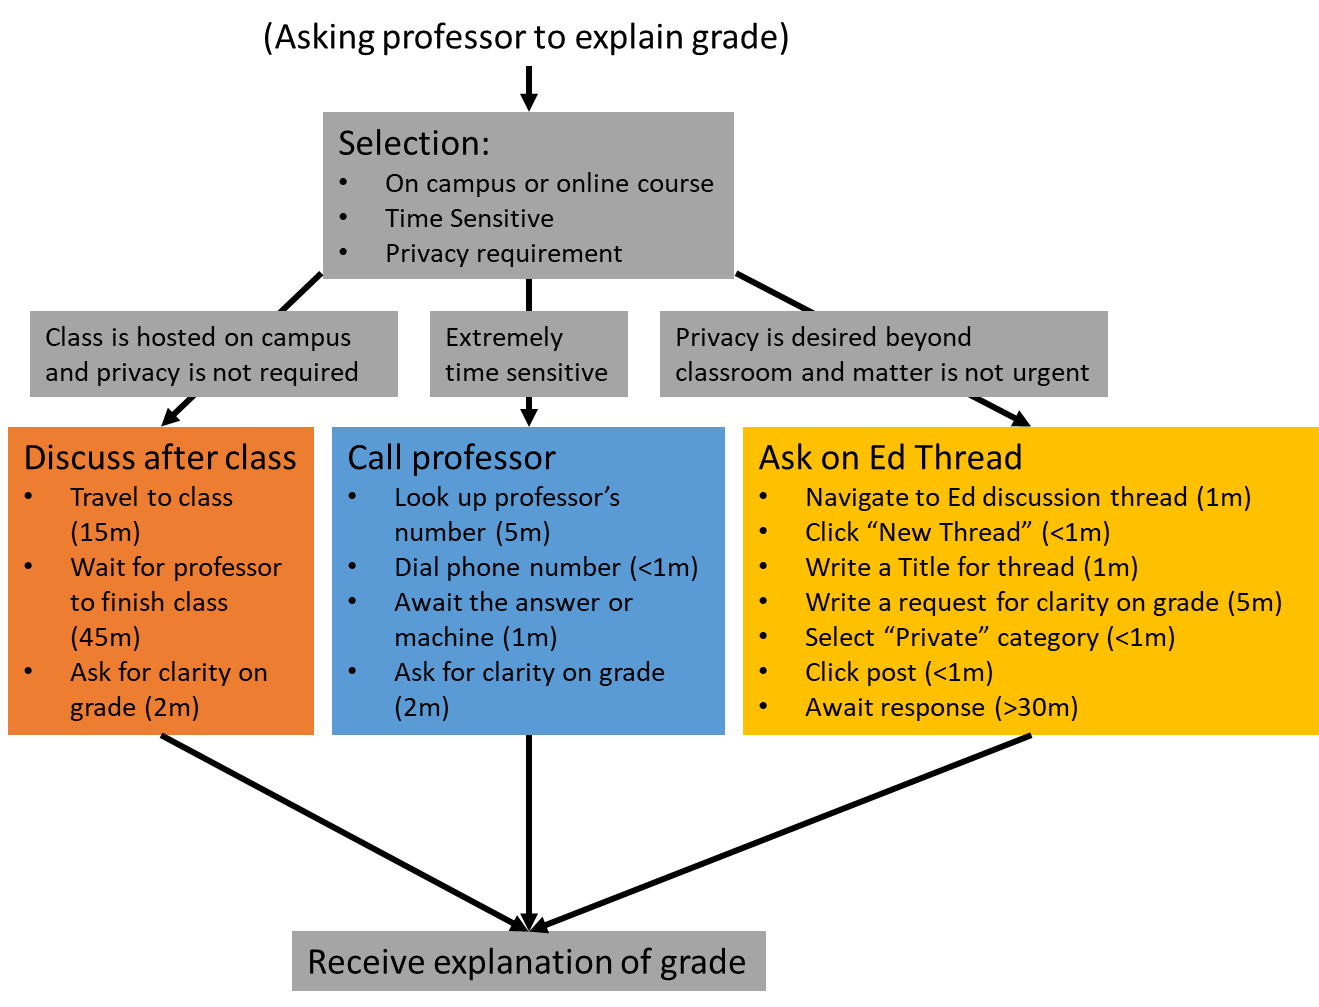 (Asking professor to explain grade)
Selection:
• On campus or online course
• Time Sensitive
• Privacy requirement
Class is hosted on campus
and privacy is not required
Extremely
time sensitive
Privacy is desired beyond
classroom and matter is not urgent
Discuss after class
• Travel to class
(15m)
• Wait for professor
to finish class
(45m)
• Ask for clarity on
grade (2m)
Call professor
• Look up professor’s
number (5m)
• Dial phone number (<1m)
• Await the answer or
machine (1m)
• Ask for clarity on grade
(2m)
Ask on Ed Thread
• Navigate to Ed discussion thread (1m)
• Click “New Thread” (<1m)
• Write a Title for thread (1m)
• Write a request for clarity on grade (5m)
• Select “Private” category (<1m)
• Click post (<1m)
• Await response (>30m)
Receive explanation of grade